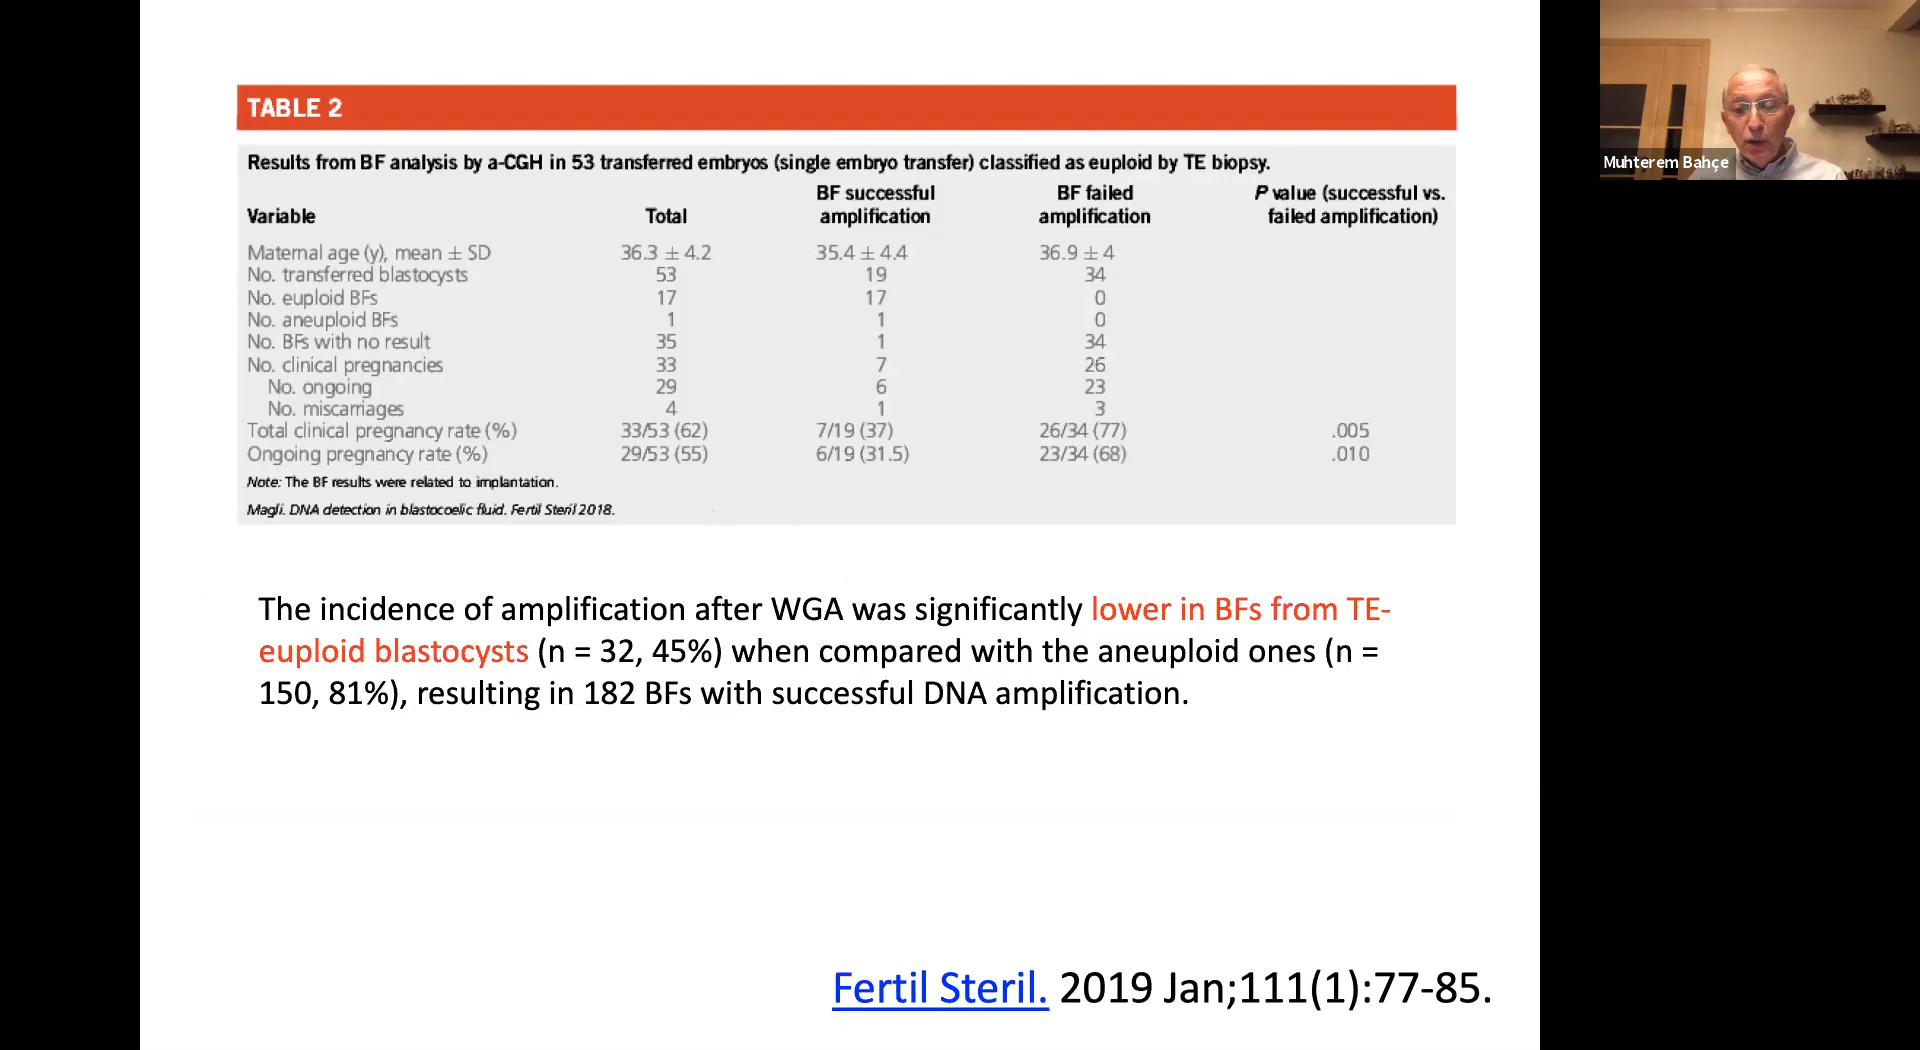 TABLE 2
Results from BF analysis by a-CGH in 53 transferred embryos (single embryo transfer) classified as euploid by TE biopsy.
Variable Total BF successful amplification BF failed amplification P value (successful vs. failed amplification)
Maternal age (y), mean ± SD 36.3 ± 4.2 35.4 ± 4.4 36.9 ± 4
No. transferred blastocysts 53 19 34
No. euploid BFs 17 17 0
No. aneuploid BFs 1 1 0
No. BFs with no result 35 1 34
No. clinical pregnancies 33 7 26
No. ongoing 29 6 23
No. miscarriages 4 1 3
Total clinical pregnancy rate (%) 33/53 (62) 7/19 (37) 26/34 (77) .005
Ongoing pregnancy rate (%) 29/53 (55) 6/19 (31.5) 23/34 (68) .010
Note: The BF results were related to implantation.
Magli. DNA detection in blastocoelic fluid. Fertil Steril 2018.
The incidence of amplification after WGA was significantly lower in BFs from TE-
euploid blastocysts (n = 32, 45%) when compared with the aneuploid ones (n =
150, 81%), resulting in 182 BFs with successful DNA amplification.
Fertil Steril. 2019 Jan;111(1):77-85.
Muhterem Bahçe